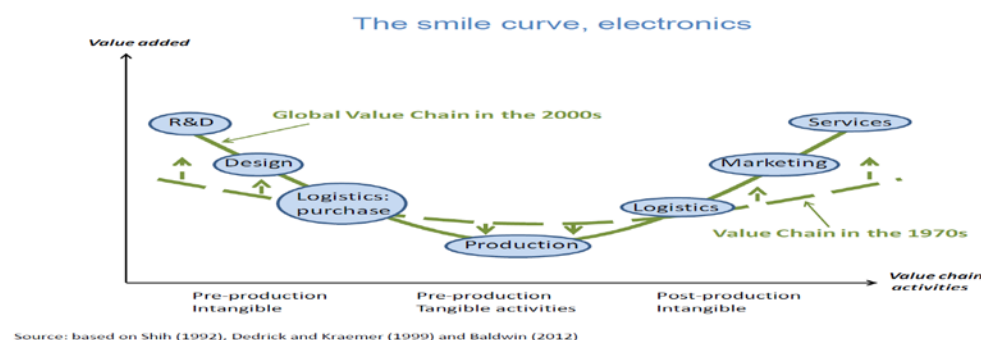 The smile curve, electronics
Value added
R&D
Global Value Chain in the 2000s
Services
Design
Marketing
Logistics:
purchase
Logistics
Production
Value Chain in the 1970s
Value chain
activities
Pre-production
Intangible
Pre-production
Tangible activities
Post-production
Intangible
Source: based on Shih (1992), Dedrick and Kraemer (1999) and Baldwin (2012)